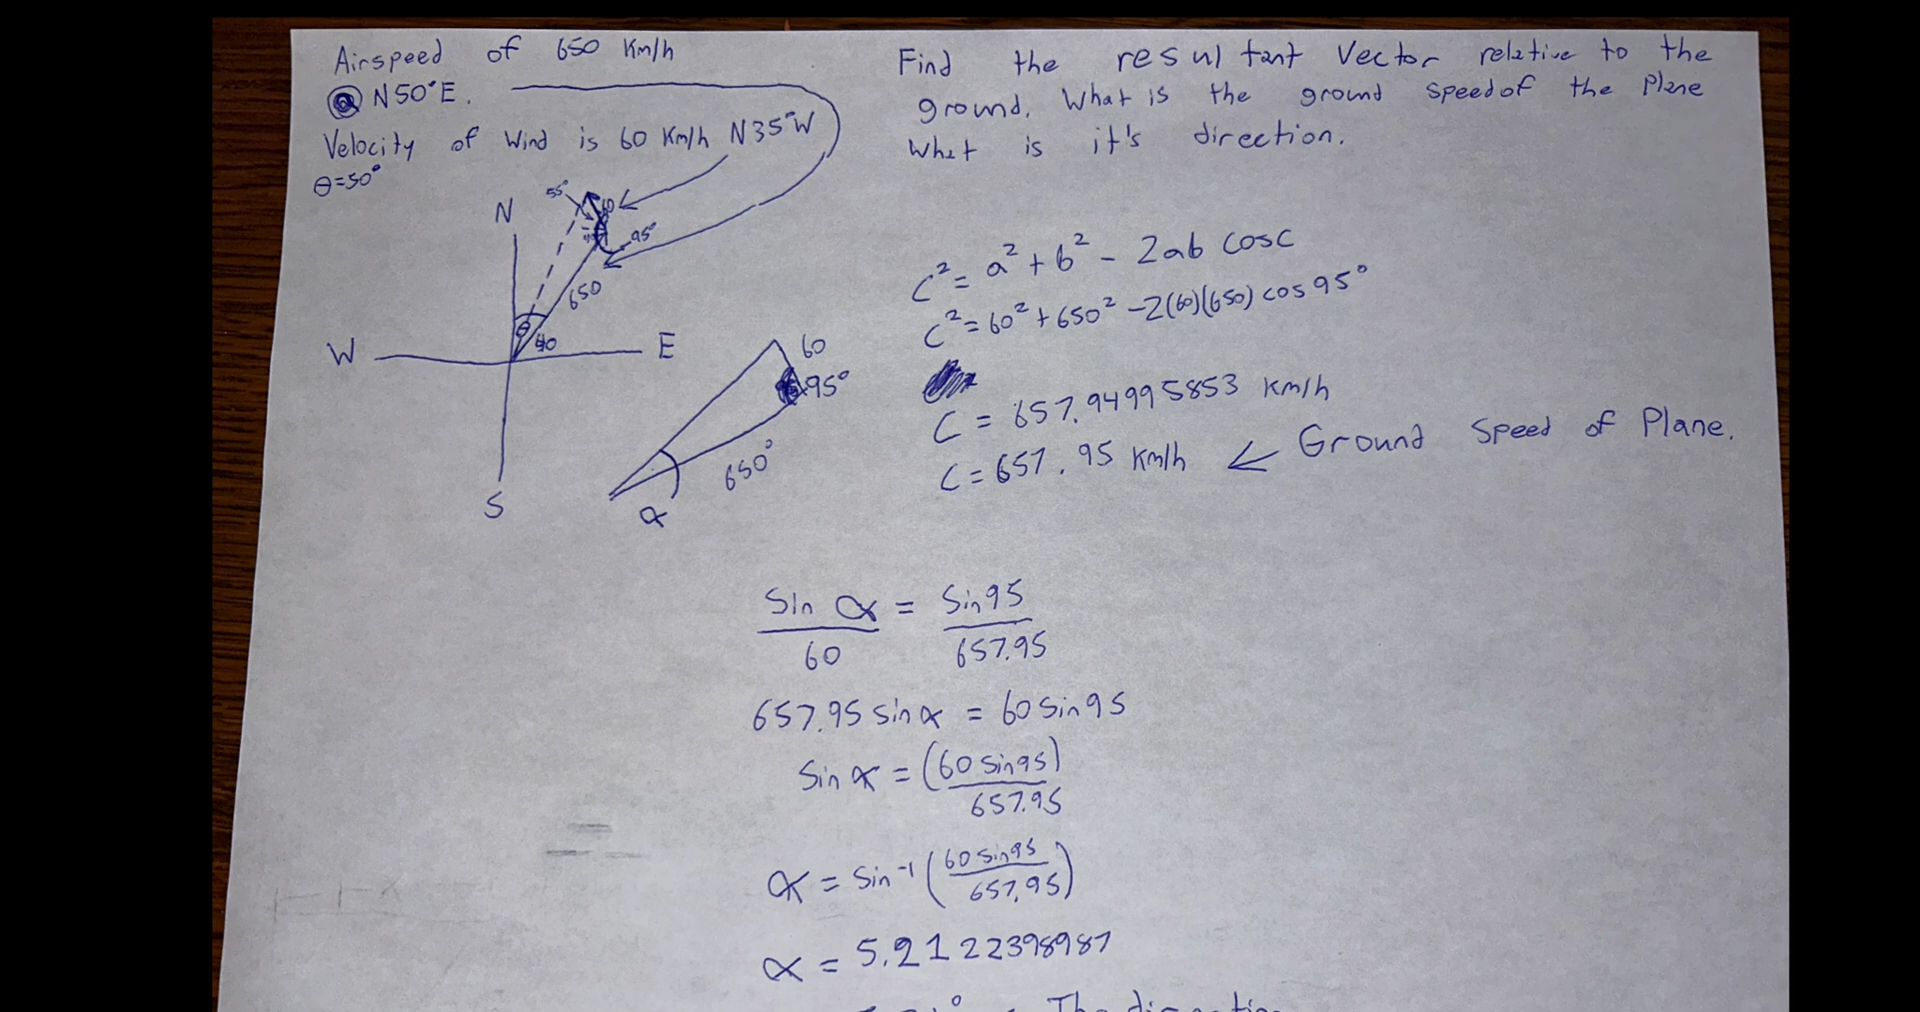 Airspeed of 650 Km/h
N50°E.
Velocity of Wind is 60 Km/h N35°W
θ=50°
Find the resultant Vector relative to the
ground. What is the ground speed of the Plane
What is it's direction.
N
55°
60
95°
650
θ
40
W
E
S
60
95°
650°
α
c² = a² + b² - 2ab cosc
c² = 60² + 650² - 2(60)(650) cos 95°
C = 657.94995853 Km/h
C = 657.95 Km/h ← Ground Speed of Plane.
Sin α = Sin 95
60 657.95
657.95 sin α = 60 sin 95
Sin α = (60 sin 95)
657.95
α = Sin⁻¹ (60 sin 95)
657.95
α = 5.2122398987